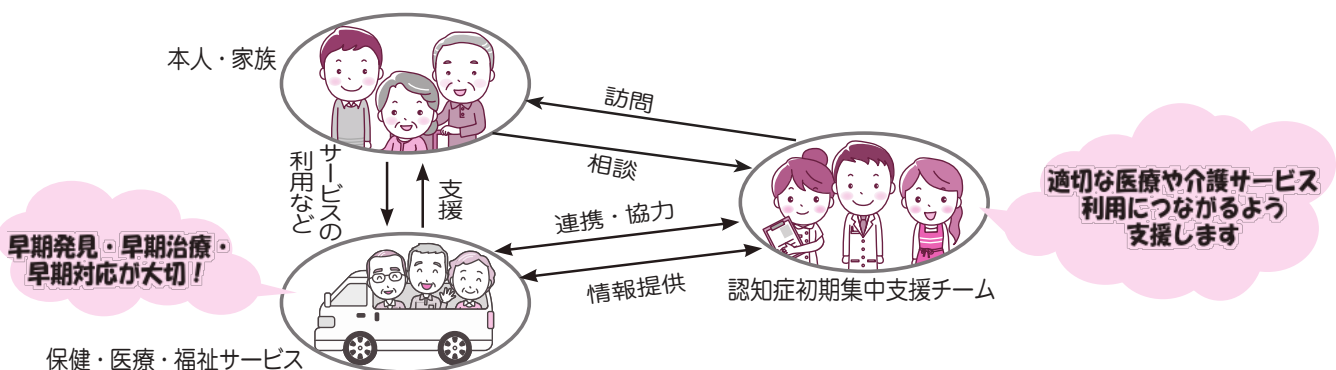 本人・家族
訪問
相談
サービスの
利用など
支援
連携・協力
情報提供
適切な医療や介護サービス
利用につながるよう
支援します
早期発見・早期治療・
早期対応が大切！
認知症初期集中支援チーム
保健・医療・福祉サービス